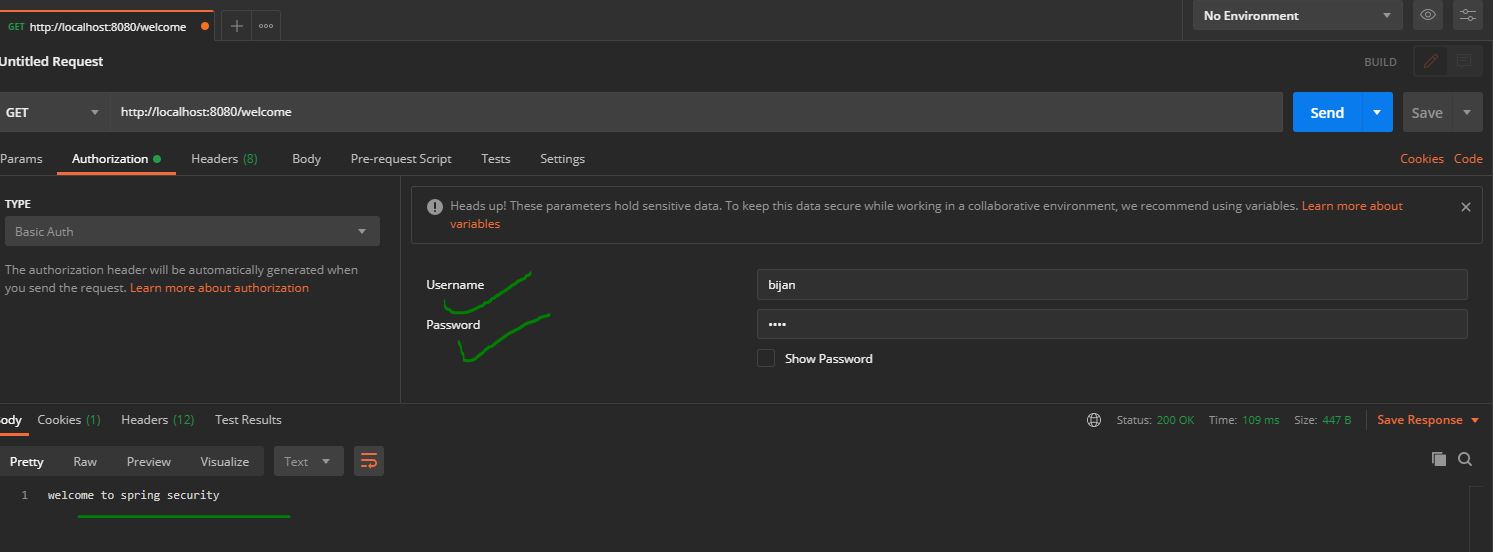 GET http://localhost:8080/welcome
No Environment
Untitled Request
BUILD
GET http://localhost:8080/welcome Send Save
Params Authorization Headers (8) Body Pre-request Script Tests Settings Cookies Code
TYPE
Basic Auth
The authorization header will be automatically generated when
you send the request. Learn more about authorization
Heads up! These parameters hold sensitive data. To keep this data secure while working in a collaborative environment, we recommend using variables. Learn more about
variables
Username bijan
Password ••••
Show Password
ody Cookies (1) Headers (12) Test Results Status: 200 OK Time: 109 ms Size: 447 B Save Response
Pretty Raw Preview Visualize Text
1 welcome to spring security